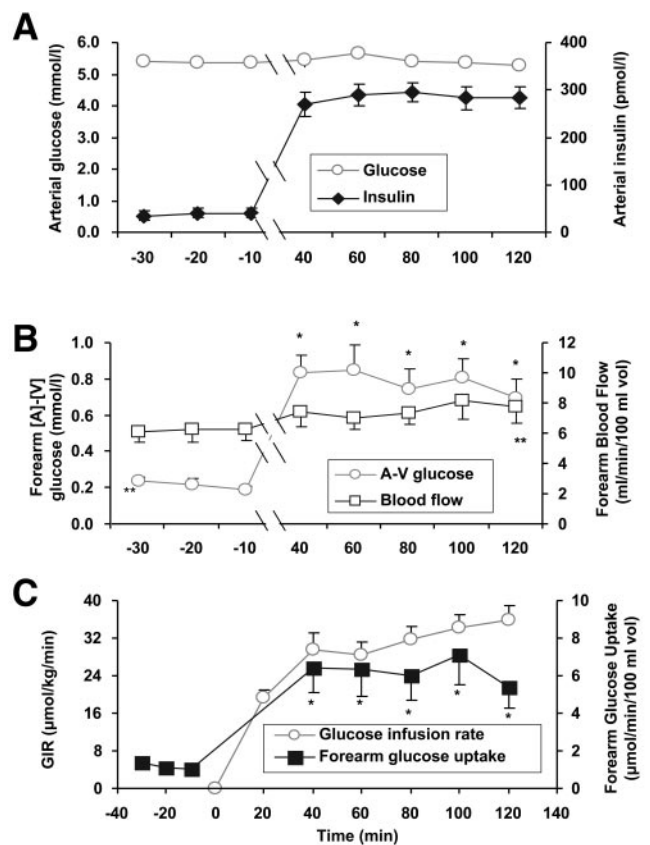 A
6.0
5.0
4.0
3.0
2.0
1.0
0.0
Arterial glucose (mmol/l)
400
300
200
100
0
Arterial insulin (pmol/l)
Glucose
Insulin
-30 -20 -10 40 60 80 100 120
B
1.0
0.8
0.6
0.4
0.2
0.0
Forearm [A]-[V]
glucose (mmol/l)
12
10
8
6
4
2
0
Forearm Blood Flow
(ml/min/100 ml vol)
* * * * *
**
**
A-V glucose
Blood flow
-30 -20 -10 40 60 80 100 120
C
40
32
24
16
8
0
GIR (μmol/kg/min)
10
8
6
4
2
0
Forearm Glucose Uptake
(μmol/min/100 ml vol)
* * * * *
Glucose infusion rate
Forearm glucose uptake
-40 -20 0 20 40 60 80 100 120 140
Time (min)